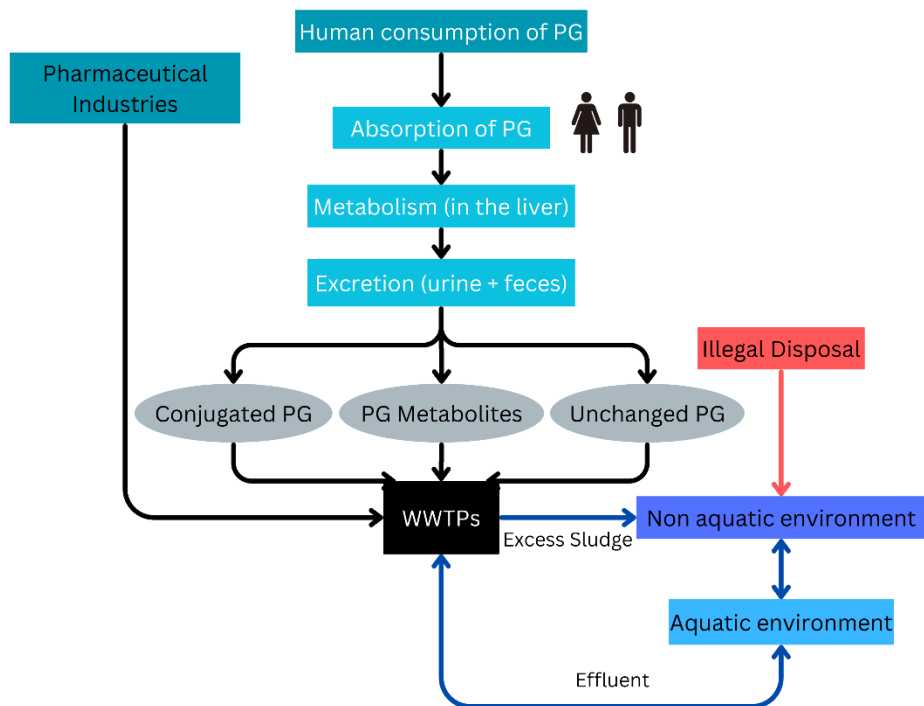 Human consumption of PG
Pharmaceutical
Industries
Absorption of PG
Metabolism (in the liver)
Excretion (urine + feces)
Illegal Disposal
Conjugated PG
PG Metabolites
Unchanged PG
WWTPs
Non aquatic environment
Excess Sludge
Aquatic environment
Effluent